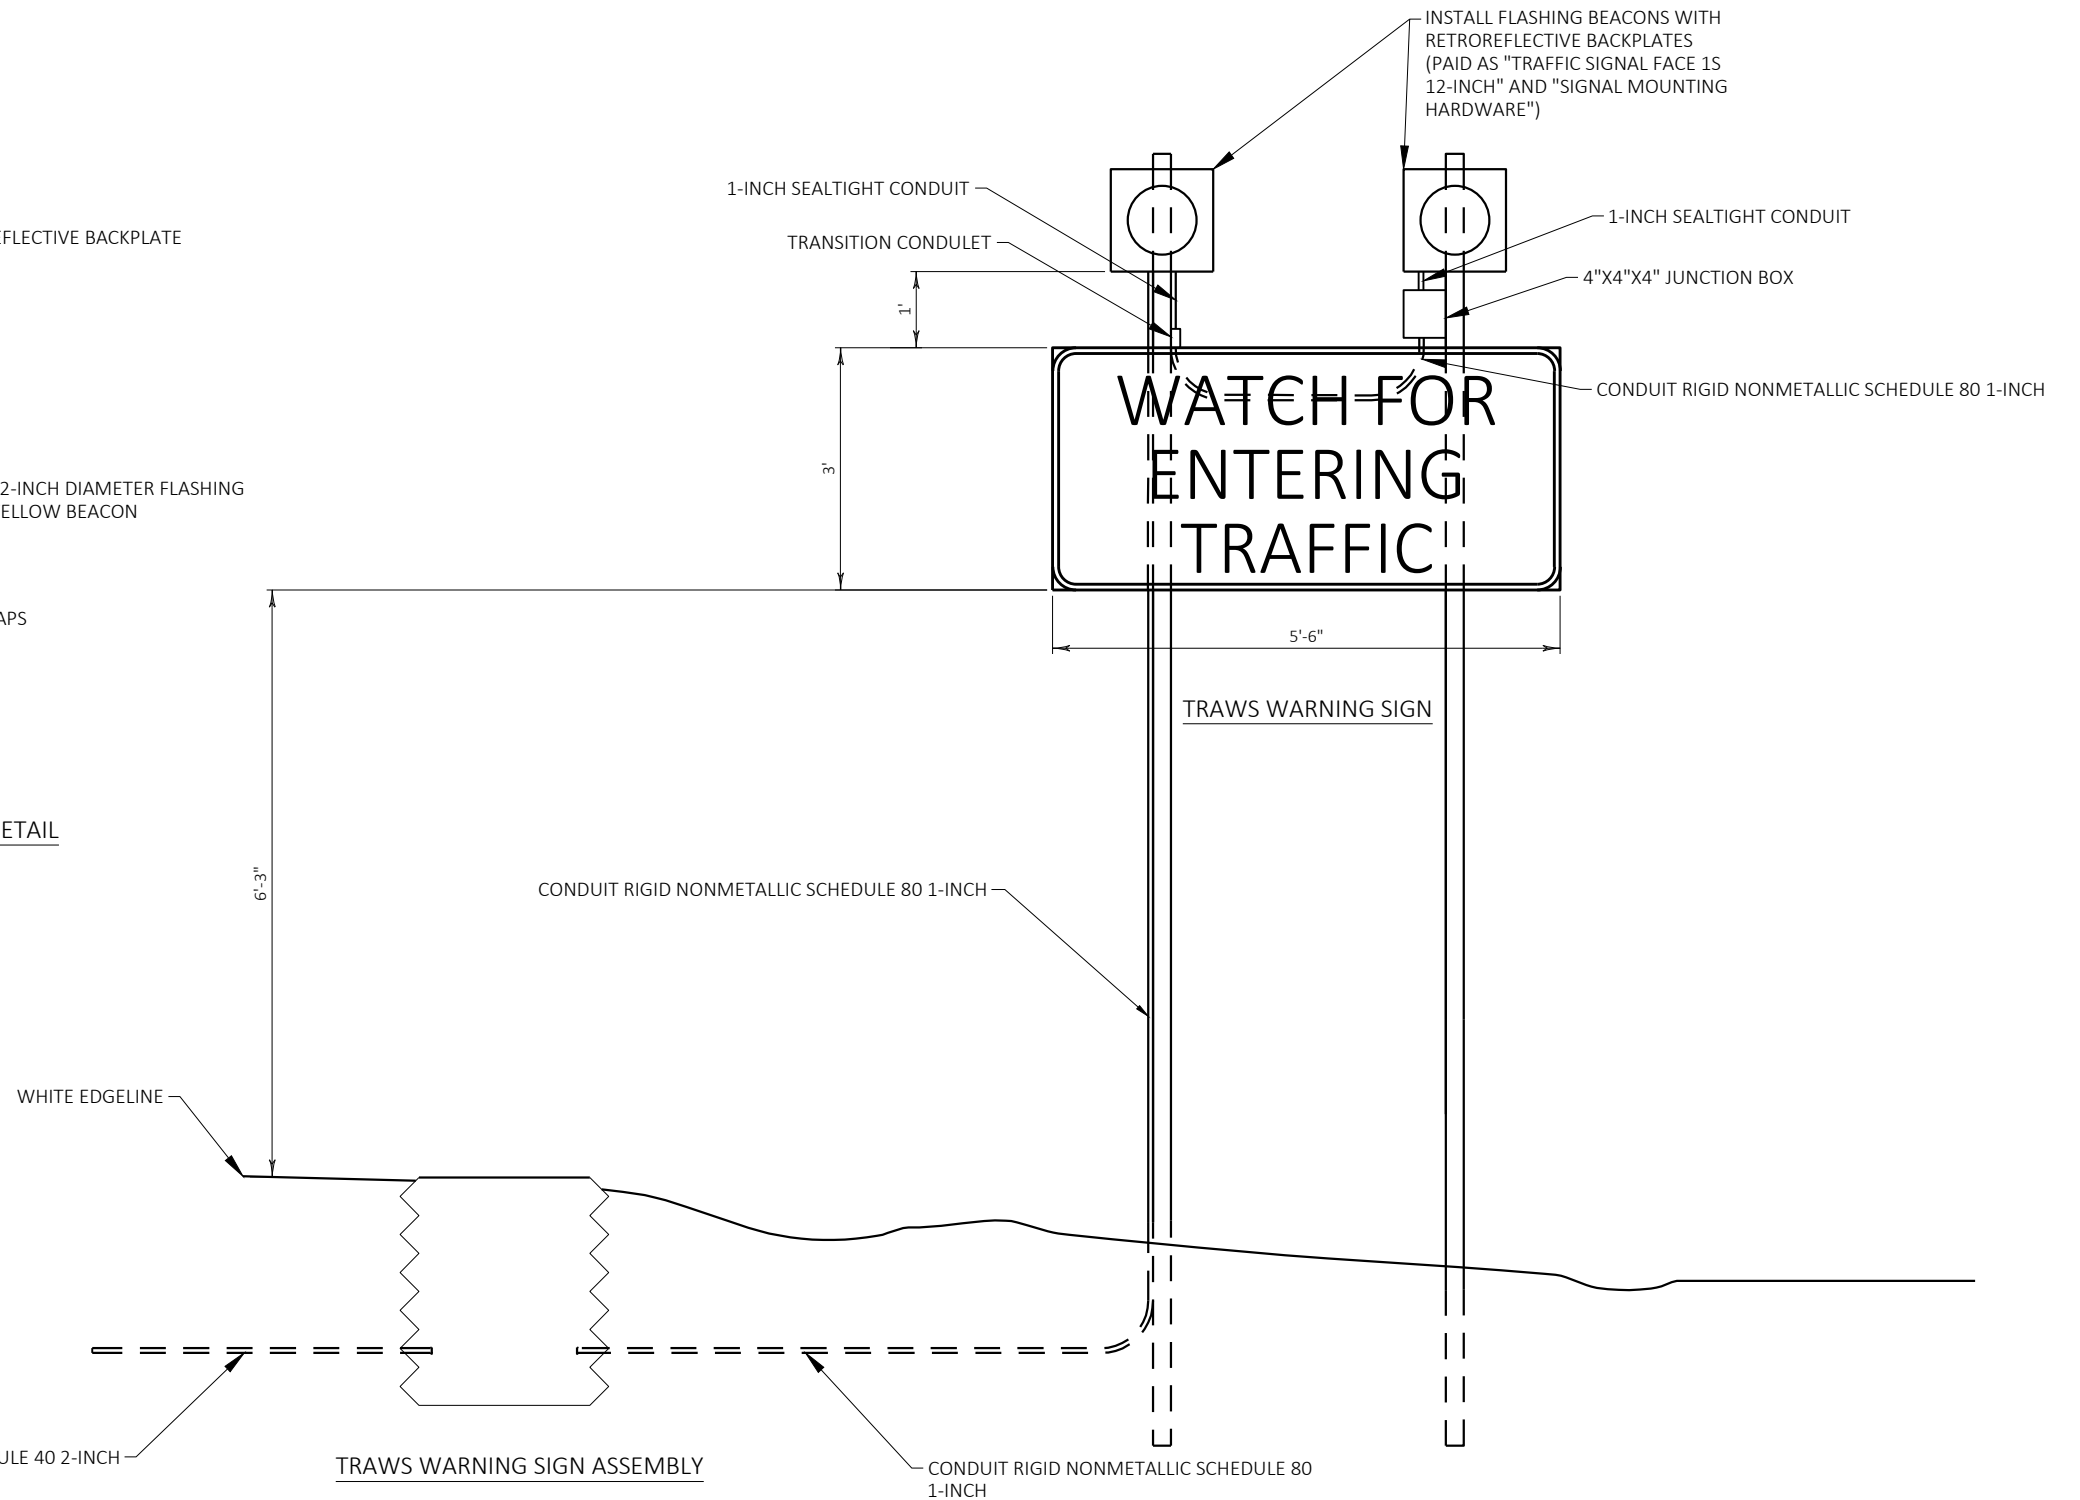 INSTALL FLASHING BEACONS WITH
RETROREFLECTIVE BACKPLATES
(PAID AS "TRAFFIC SIGNAL FACE 1S
12-INCH" AND "SIGNAL MOUNTING
HARDWARE")
1-INCH SEALTIGHT CONDUIT
TRANSITION CONDULET
1-INCH SEALTIGHT CONDUIT
4"X4"X4" JUNCTION BOX
CONDUIT RIGID NONMETALLIC SCHEDULE 80 1-INCH
FLECTIVE BACKPLATE
2-INCH DIAMETER FLASHING
ELLOW BEACON
APS
ETAIL
1'
3'
WATCH FOR
ENTERING
TRAFFIC
5'-6"
TRAWS WARNING SIGN
6'-3"
CONDUIT RIGID NONMETALLIC SCHEDULE 80 1-INCH
WHITE EDGELINE
ULE 40 2-INCH
TRAWS WARNING SIGN ASSEMBLY
CONDUIT RIGID NONMETALLIC SCHEDULE 80
1-INCH